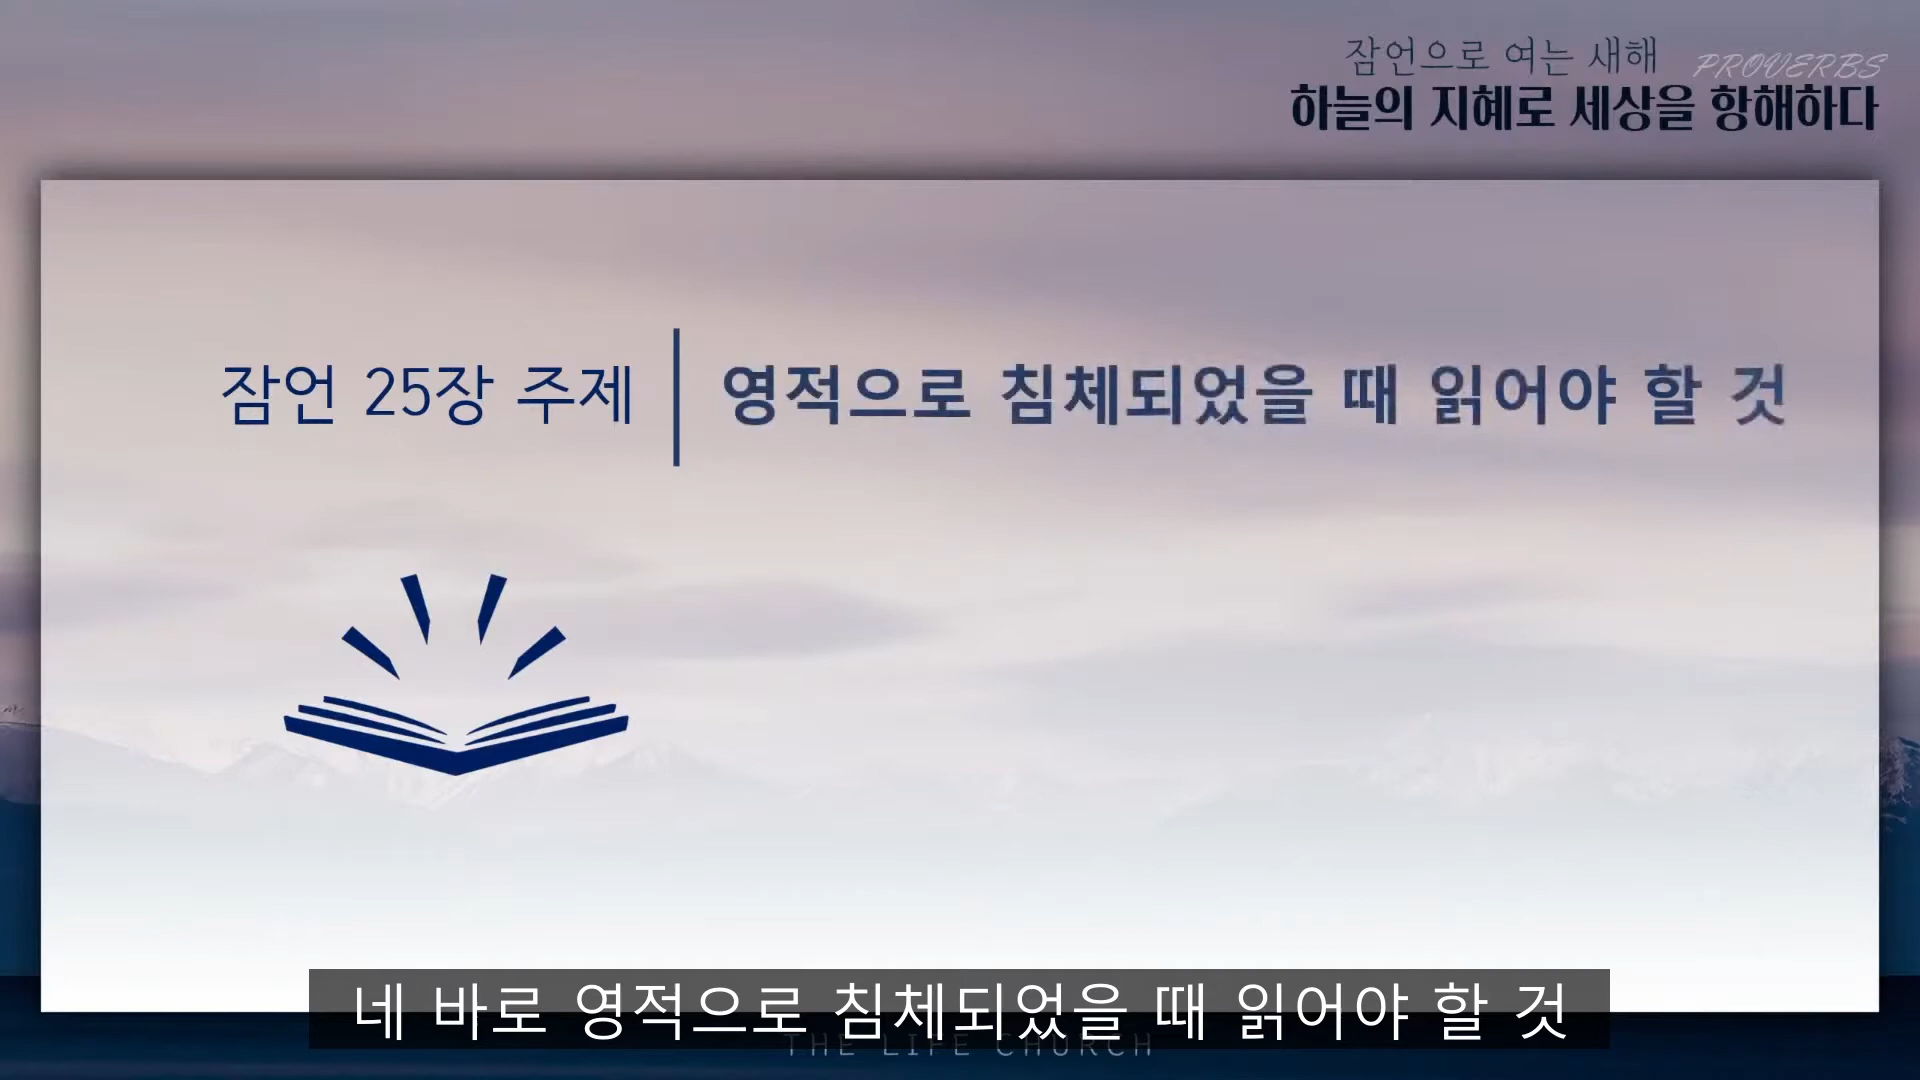 잠언으로 여는 새해 PROVERBS
하늘의 지혜로 세상을 항해하다
잠언 25장 주제 영적으로 침체되었을 때 읽어야 할 것
네 바로 영적으로 침체되었을 때 읽어야 할 것
THE LIFE CHURCH